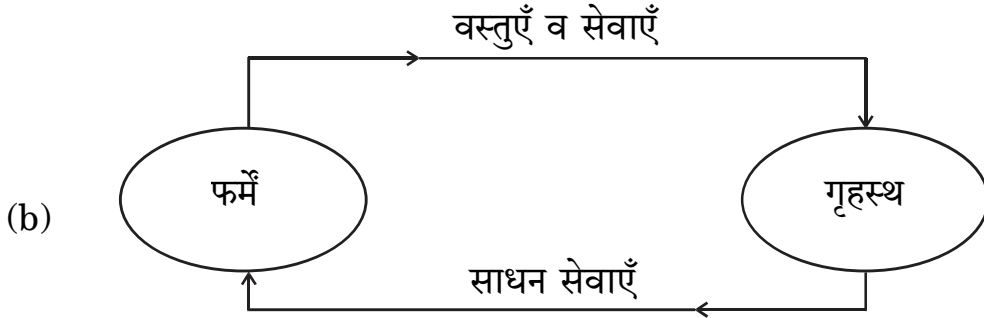 वस्तुएँ व सेवाएँ
फर्में
गृहस्थ
(b)
साधन सेवाएँ